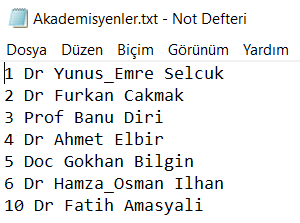 Akademisyenler.txt - Not Defteri
Dosya Düzen Biçim Görünüm Yardım
1 Dr Yunus_Emre Selcuk
2 Dr Furkan Cakmak
3 Prof Banu Diri
4 Dr Ahmet Elbir
5 Doc Gokhan Bilgin
6 Dr Hamza_Osman Ilhan
10 Dr Fatih Amasyali